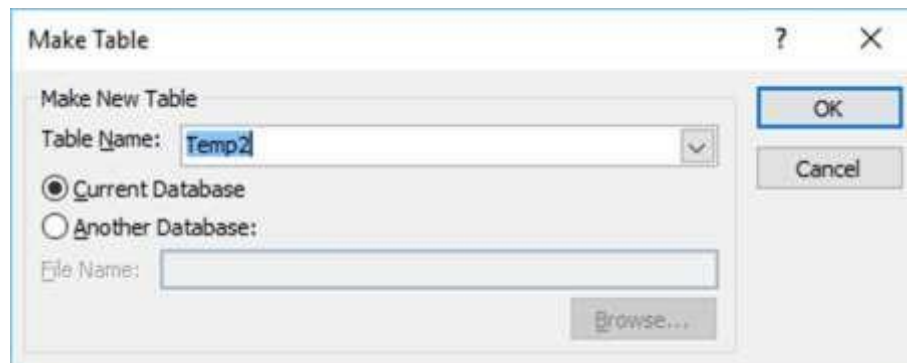 Make Table
?
Make New Table
OK
Table Name: Temp2
Cancel
Current Database
Another Database:
File Name:
Browse...